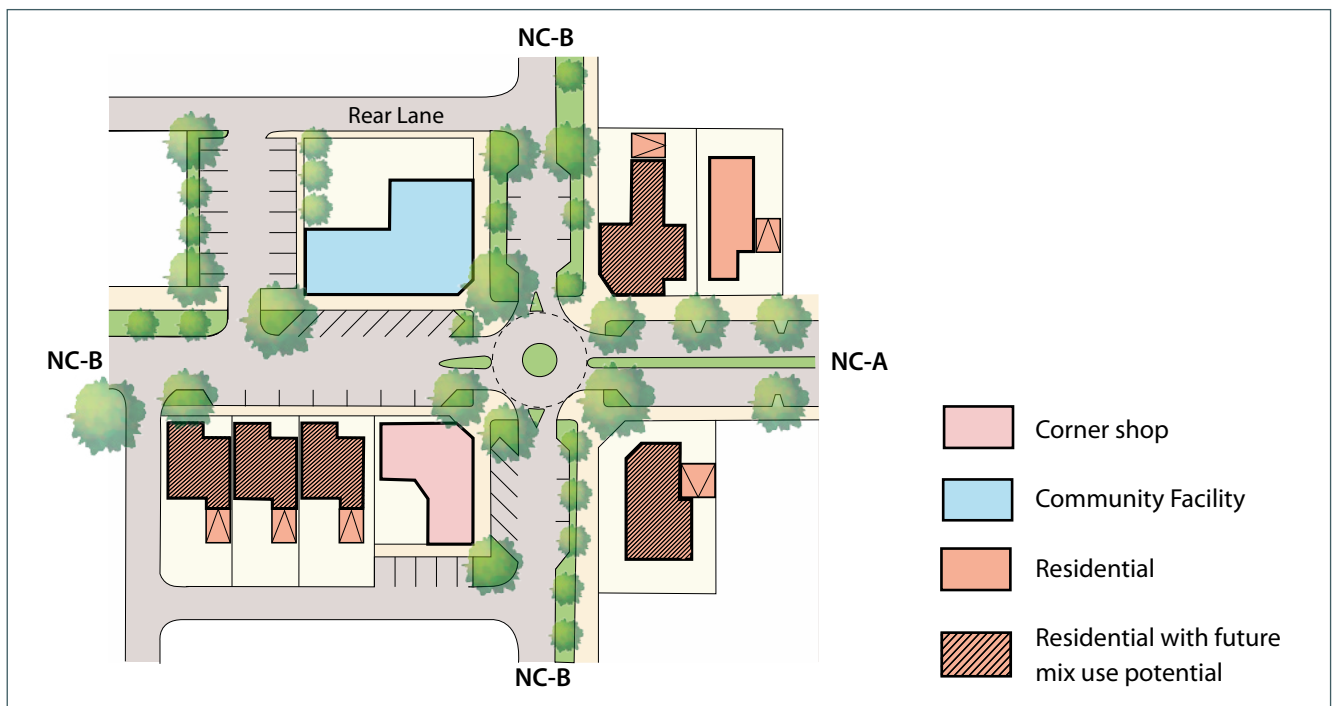 NC-B
Rear Lane
NC-B
NC-A
Corner shop
Community Facility
Residential
Residential with future
mix use potential
NC-B